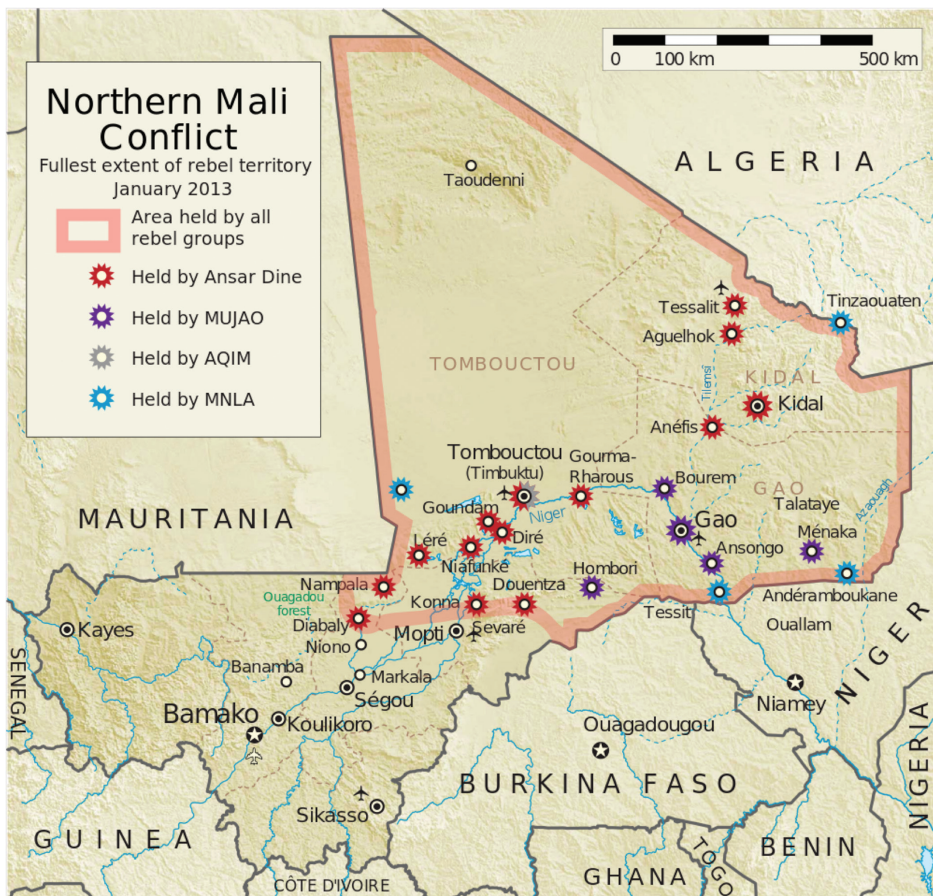 Northern Mali
Conflict
Fullest extent of rebel territory
January 2013
Area held by all
rebel groups
Held by Ansar Dine
Held by MUJAO
Held by AQIM
Held by MNLA
0 100 km 500 km
ALGERIA
Taoudenni
Tessalit
Tinzaouaten
Aguelhok
TOMBOUCTOU
KIDAL
Tilemsi
Kidal
Anéfis
Tombouctou
(Timbuktu)
Gourma-
Rharous
Bourem
GAO
Talataye
Azaouagh
MAURITANIA
Goundam
Niger
Gao
Diré
Ménaka
Léré
Niafunké
Ansongo
Nampala
Douentza
Hombori
Andéramboukane
Ouagadou
forest
Konna
Tessit
Diabaly
Mopti
Sevaré
Ouallam
Kayes
Niono
SENEGAL
Banamba
Markala
Ségou
NIGER
Niamey
Bamako
Koulikoro
Ouagadougou
NIGERIA
BURKINA FASO
Sikasso
GUINEA
BENIN
TOGO
GHANA
CÔTE D'IVOIRE